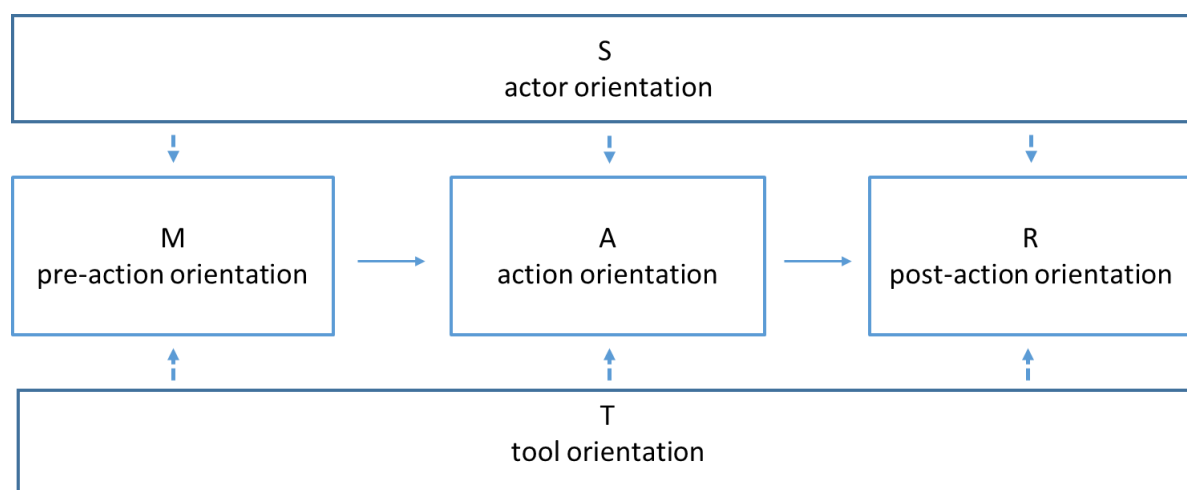 S
actor orientation
M
pre-action orientation
A
action orientation
R
post-action orientation
T
tool orientation